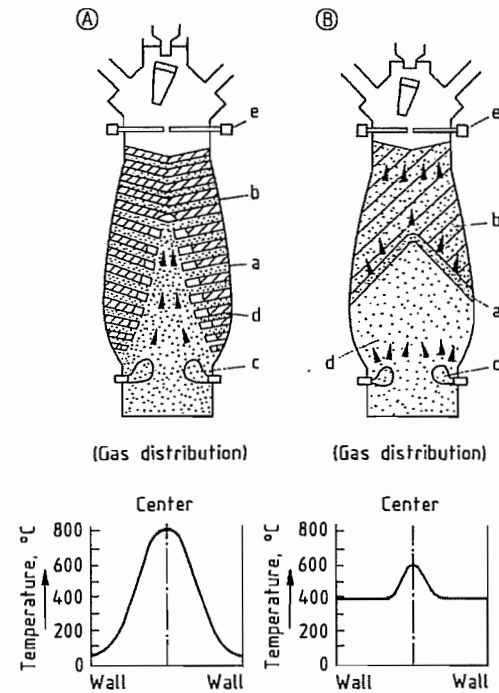 A
B
e
b
a
d
c
e
b
a
d
c
(Gas distribution)
(Gas distribution)
Center
Temperature, °C
800
600
400
200
0
Wall
Wall
Center
Temperature, °C
800
600
400
200
0
Wall
Wall